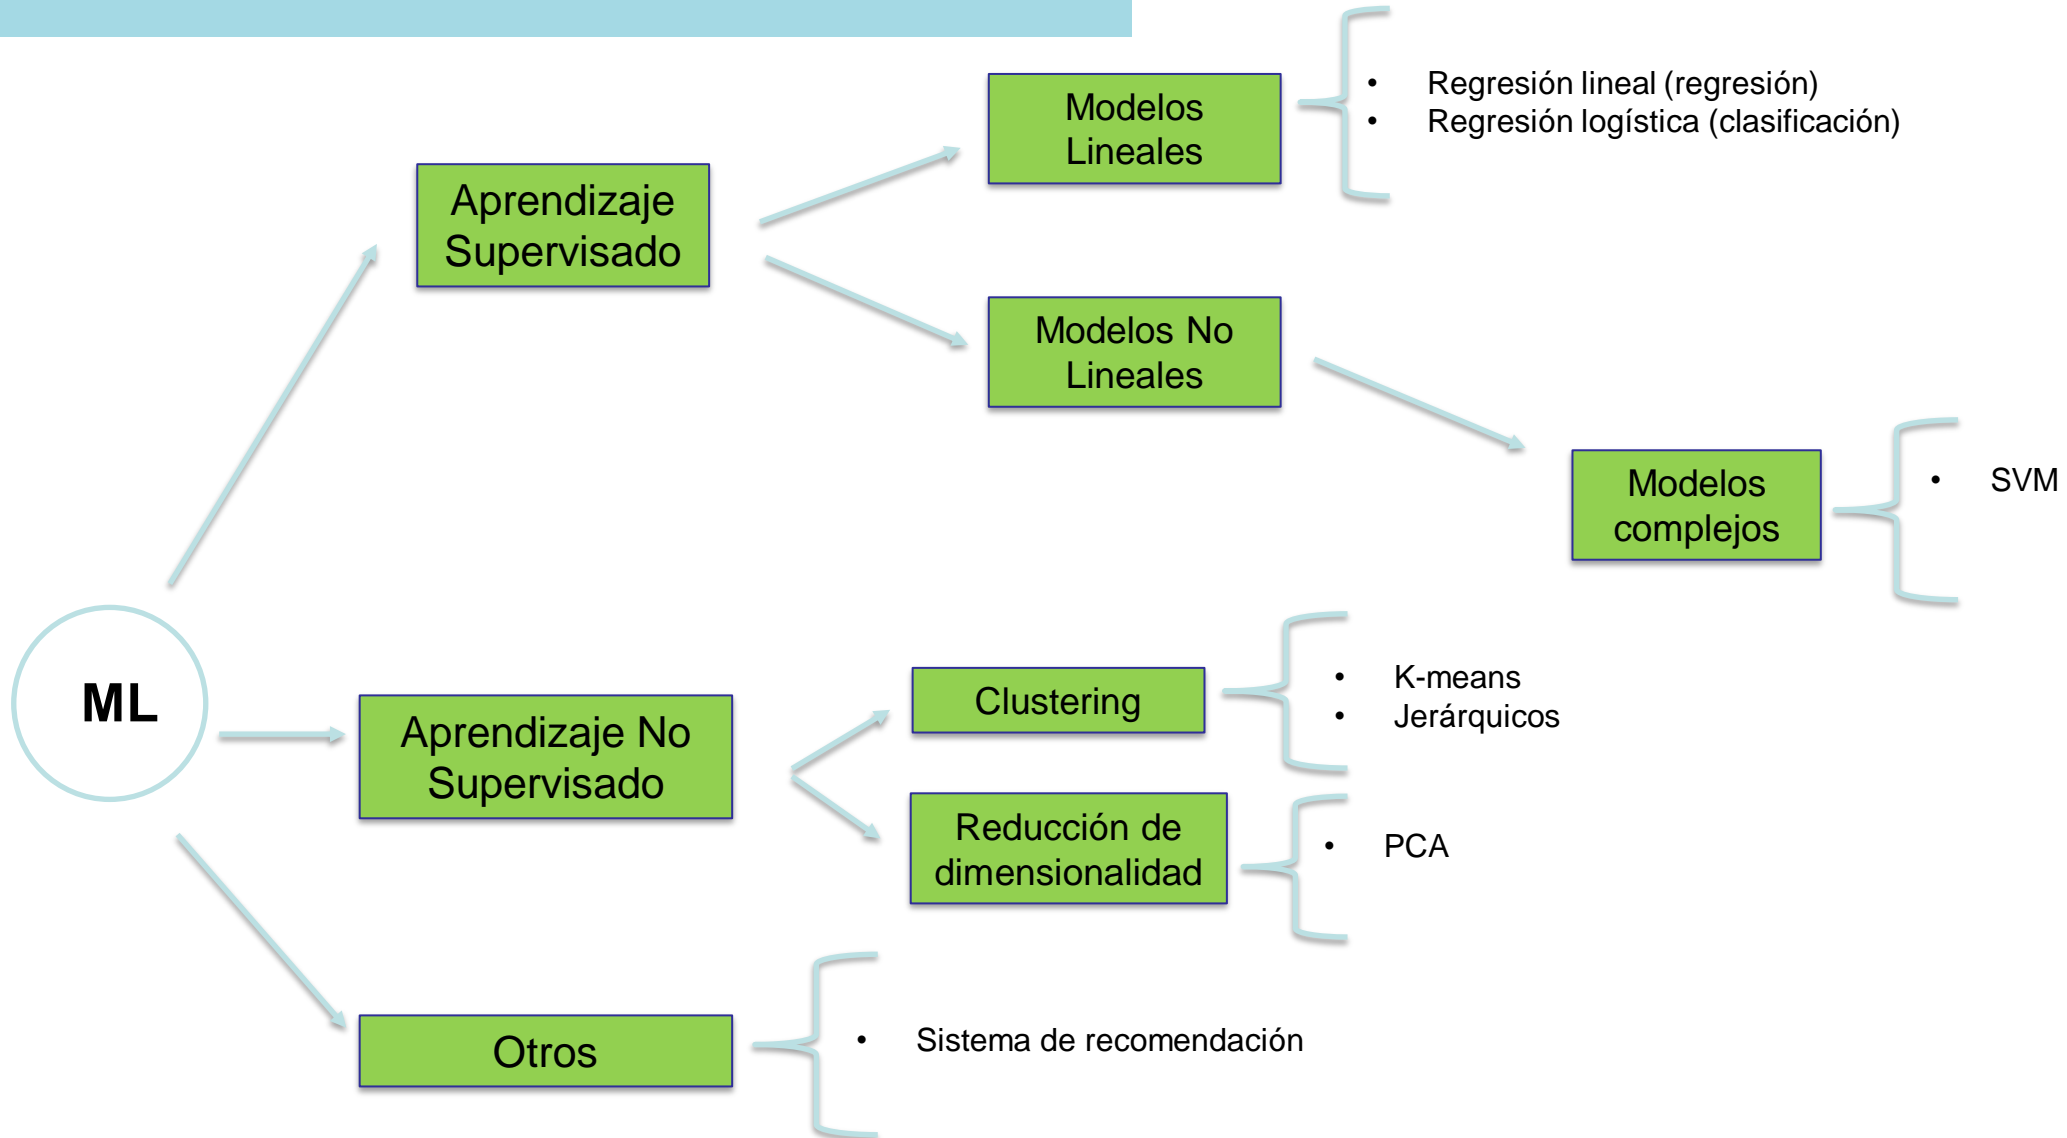 Modelos
Lineales
• Regresión lineal (regresión)
• Regresión logística (clasificación)
Aprendizaje
Supervisado
Modelos No
Lineales
Modelos
complejos
• SVM
ML
Aprendizaje No
Supervisado
Clustering
• K-means
• Jerárquicos
Reducción de
dimensionalidad
• PCA
Otros
• Sistema de recomendación